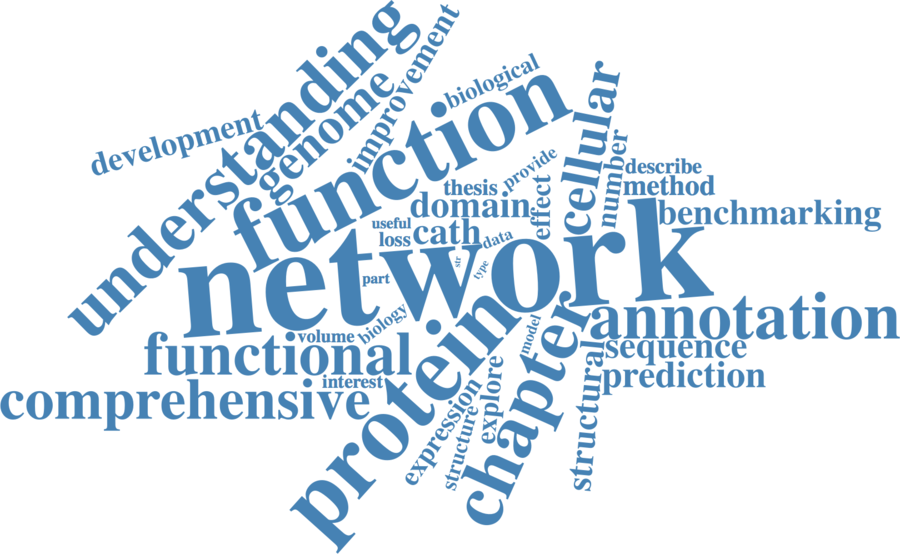 understanding
improvement
genome
development
biological
function
cellular
number
provide
describe
thesis
method
effect
domain
benchmarking
useful
cath
loss
data
network
str
type
part
annotation
biology
volume
model
protein
functional
sequence
chapter
structural
prediction
interest
comprehensive
explore
expression
structure